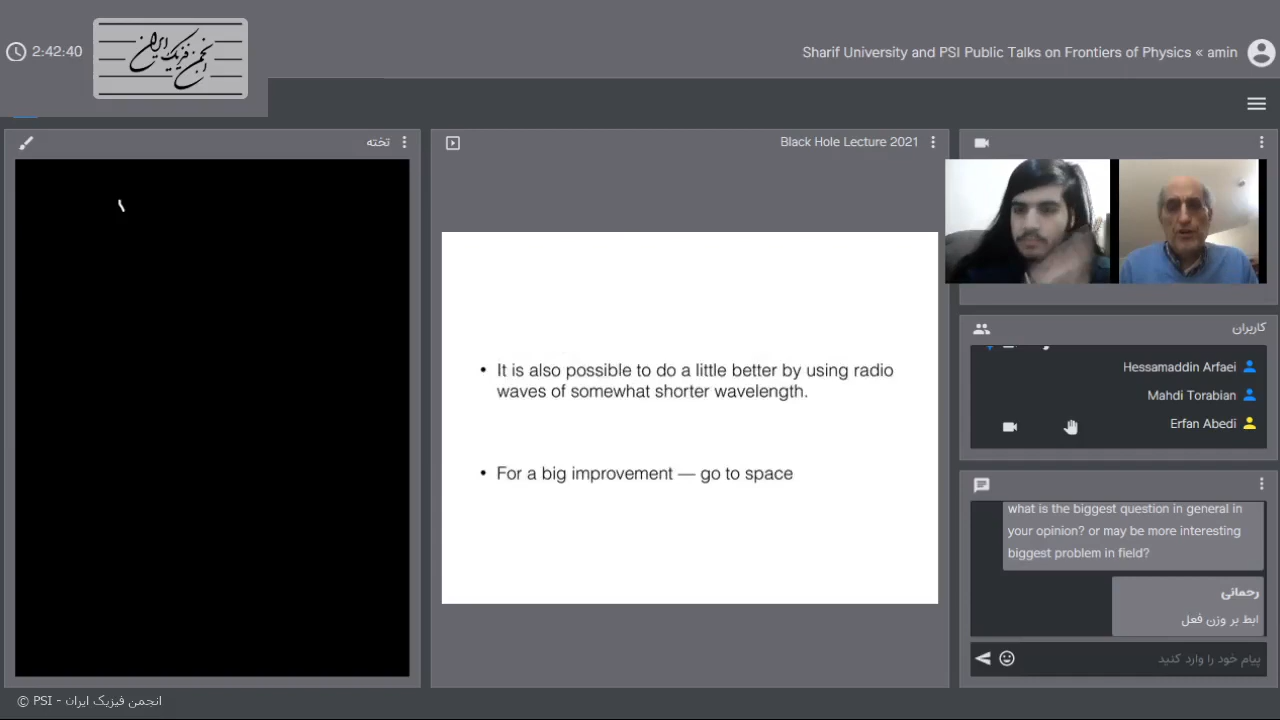 2:42:40
انجمن فیزیک ایران
Sharif University and PSI Public Talks on Frontiers of Physics « amin
تخته
Black Hole Lecture 2021
• It is also possible to do a little better by using radio
waves of somewhat shorter wavelength.
• For a big improvement — go to space
کاربران
Hessamaddin Arfaei
Mahdi Torabian
Erfan Abedi
what is the biggest question in general in
your opinion? or may be more interesting
biggest problem in field?
رحمانی
ابط بر وزن فعل
پیام خود را وارد کنید
© PSI - انجمن فیزیک ایران